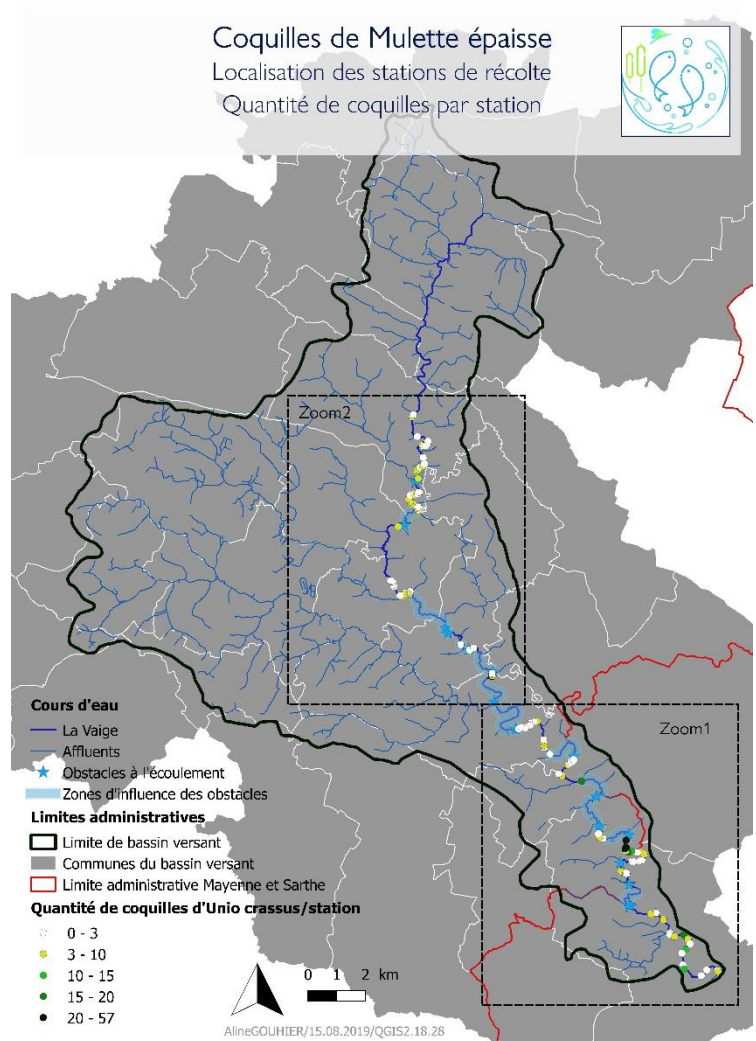 Coquilles de Mulette épaisse
Localisation des stations de récolte
Quantité de coquilles par station
Zoom2
Zoom1
Cours d'eau
La Vaige
Affluents
Obstacles à l'écoulement
Zones d'influence des obstacles
Limites administratives
Limite de bassin versant
Communes du bassin versant
Limite administrative Mayenne et Sarthe
Quantité de coquilles d'Unio crassus/station
0 - 3
3 - 10
10 - 15
15 - 20
20 - 57
0 1 2 km
AlineGOUHIER/15.08.2019/QGIS2.18.28